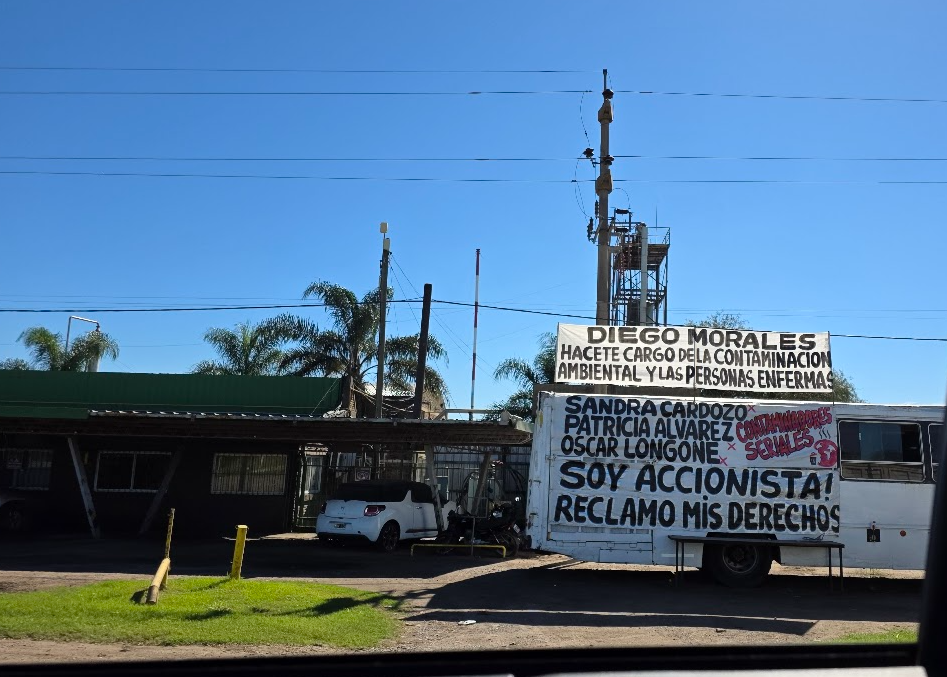 DIEGO MORALES
HACETE CARGO DE LA CONTAMINACION
AMBIENTAL Y LAS PERSONAS ENFERMAS
SANDRA CARDOZO
PATRICIA ALVAREZ
OSCAR LONGONE
CONTAMINADORES
SERIALES
SOY ACCIONISTA!
RECLAMO MIS DERECHOS